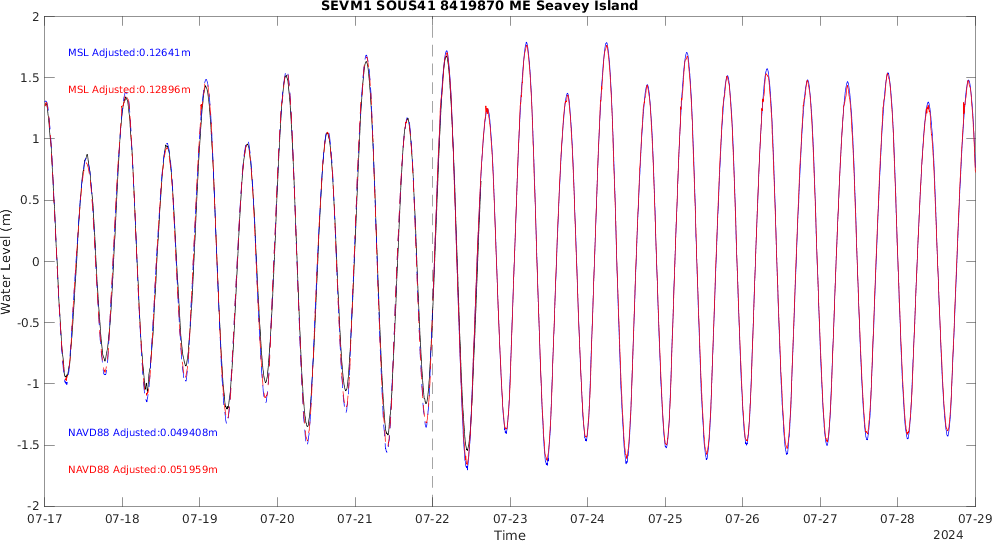 SEVM1 SOUS41 8419870 ME Seavey Island
2
1.5
1
0.5
0
-0.5
-1
-1.5
-2
Water Level (m)
MSL Adjusted:0.12641m
MSL Adjusted:0.12896m
NAVD88 Adjusted:0.049408m
NAVD88 Adjusted:0.051959m
07-17 07-18 07-19 07-20 07-21 07-22 07-23 07-24 07-25 07-26 07-27 07-28 07-29
Time
2024